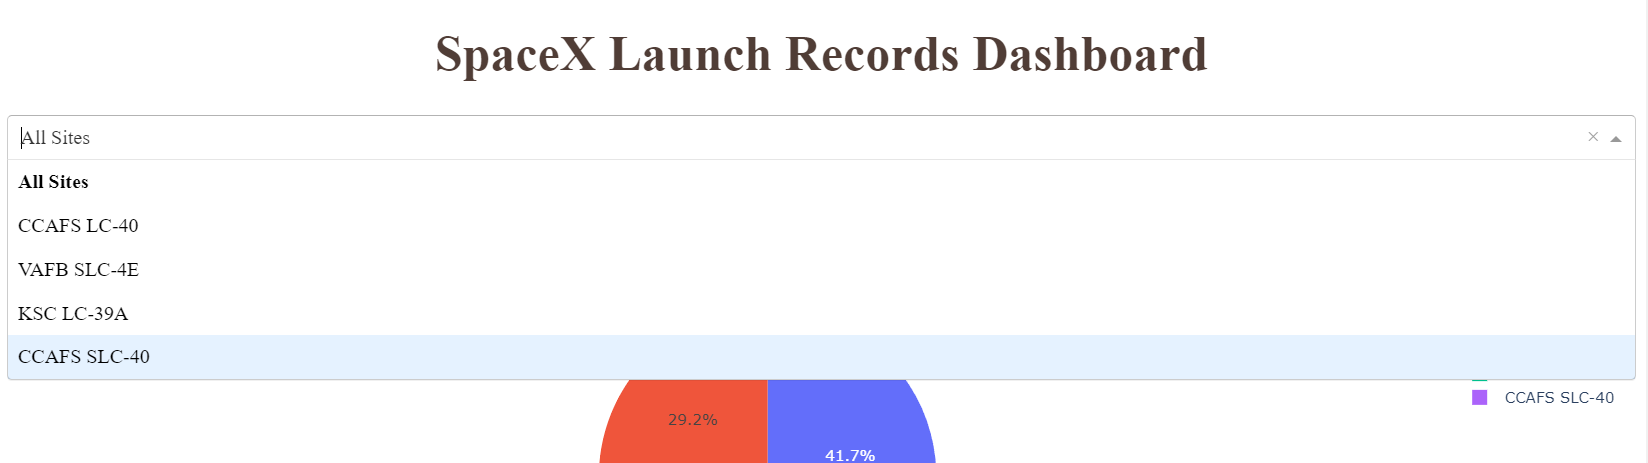 SpaceX Launch Records Dashboard
All Sites
All Sites
CCAFS LC-40
VAFB SLC-4E
KSC LC-39A
CCAFS SLC-40
CCAFS SLC-40
29.2%
41.7%